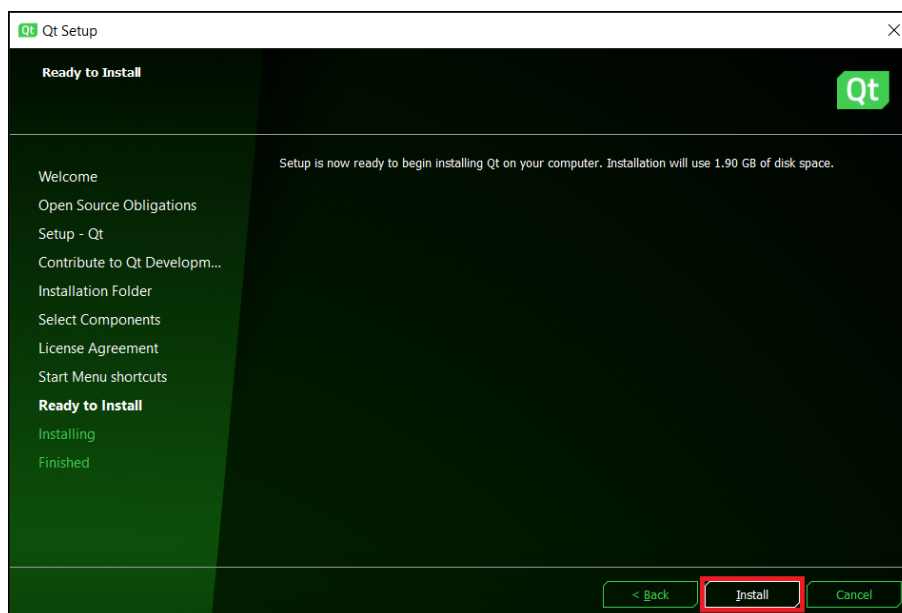 Qt Qt Setup
Ready to Install
Qt
Setup is now ready to begin installing Qt on your computer. Installation will use 1.90 GB of disk space.
Welcome
Open Source Obligations
Setup - Qt
Contribute to Qt Developm...
Installation Folder
Select Components
License Agreement
Start Menu shortcuts
Ready to Install
Installing
Finished
< Back Install Cancel